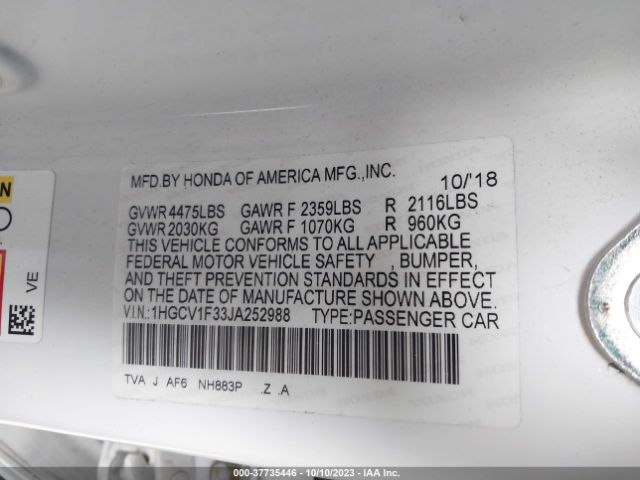 MFD.BY HONDA OF AMERICA MFG.,INC. 10/'18
GVWR 4475LBS GAWR F 2359LBS R 2116LBS
GVWR 2030KG GAWR F 1070KG R 960KG
THIS VEHICLE CONFORMS TO ALL APPLICABLE
FEDERAL MOTOR VEHICLE SAFETY , BUMPER,
AND THEFT PREVENTION STANDARDS IN EFFECT
ON THE DATE OF MANUFACTURE SHOWN ABOVE.
V.I.N.:1HGCV1F33JA252988 TYPE:PASSENGER CAR
TVA J AF6 NH883P .Z .A
VE
000-37735446 - 10/10/2023 - IAAI.COM